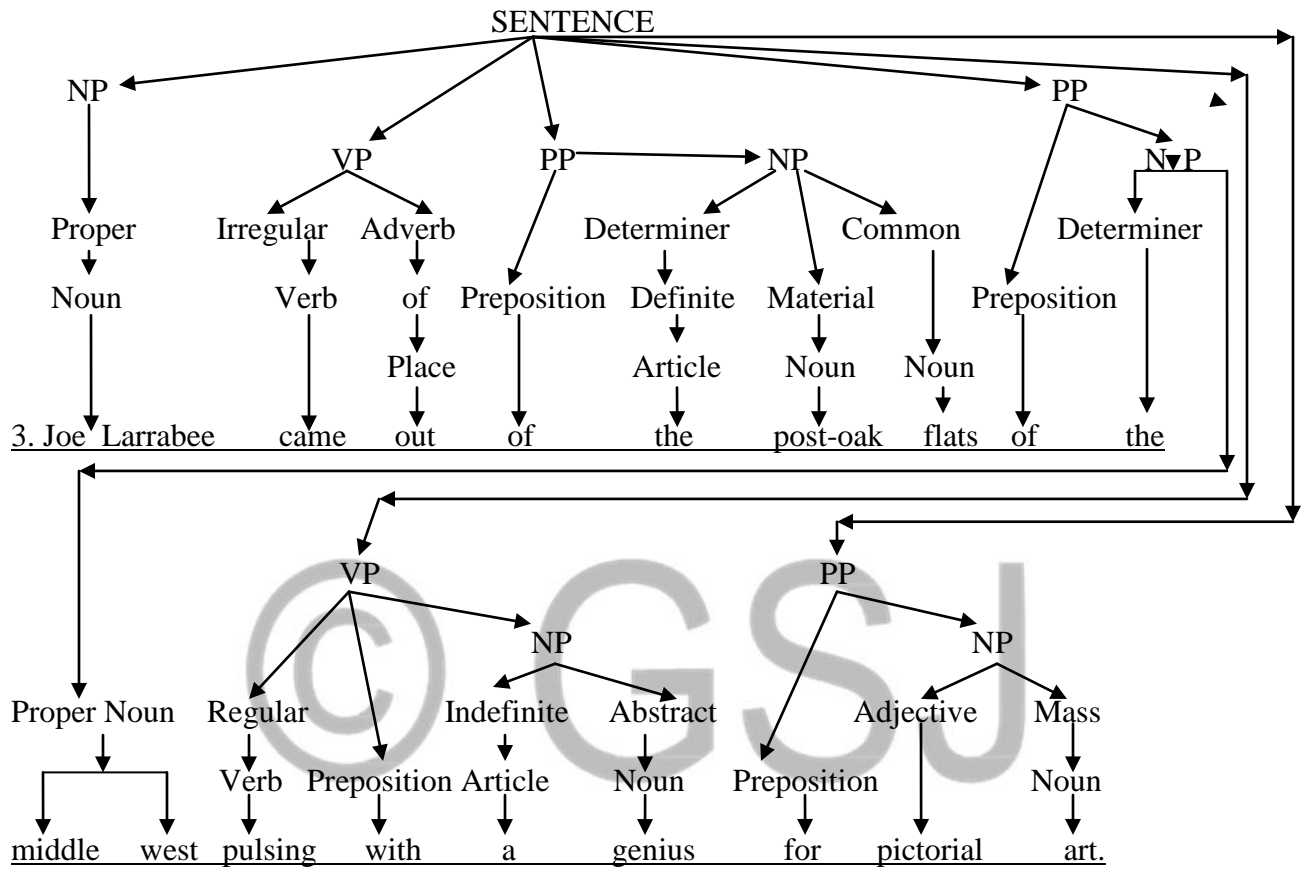 SENTENCE
NP PP
VP PP NP NP
Proper Irregular Adverb Determiner Common Determiner
Noun Verb of Preposition Definite Material Preposition
Place Article Noun Noun
3. Joe Larrabee came out of the post-oak flats of the
© GSJ
VP PP
NP NP
Proper Noun Regular Indefinite Abstract Adjective Mass
Verb Preposition Article Noun Preposition Noun
middle west pulsing with a genius for pictorial art.